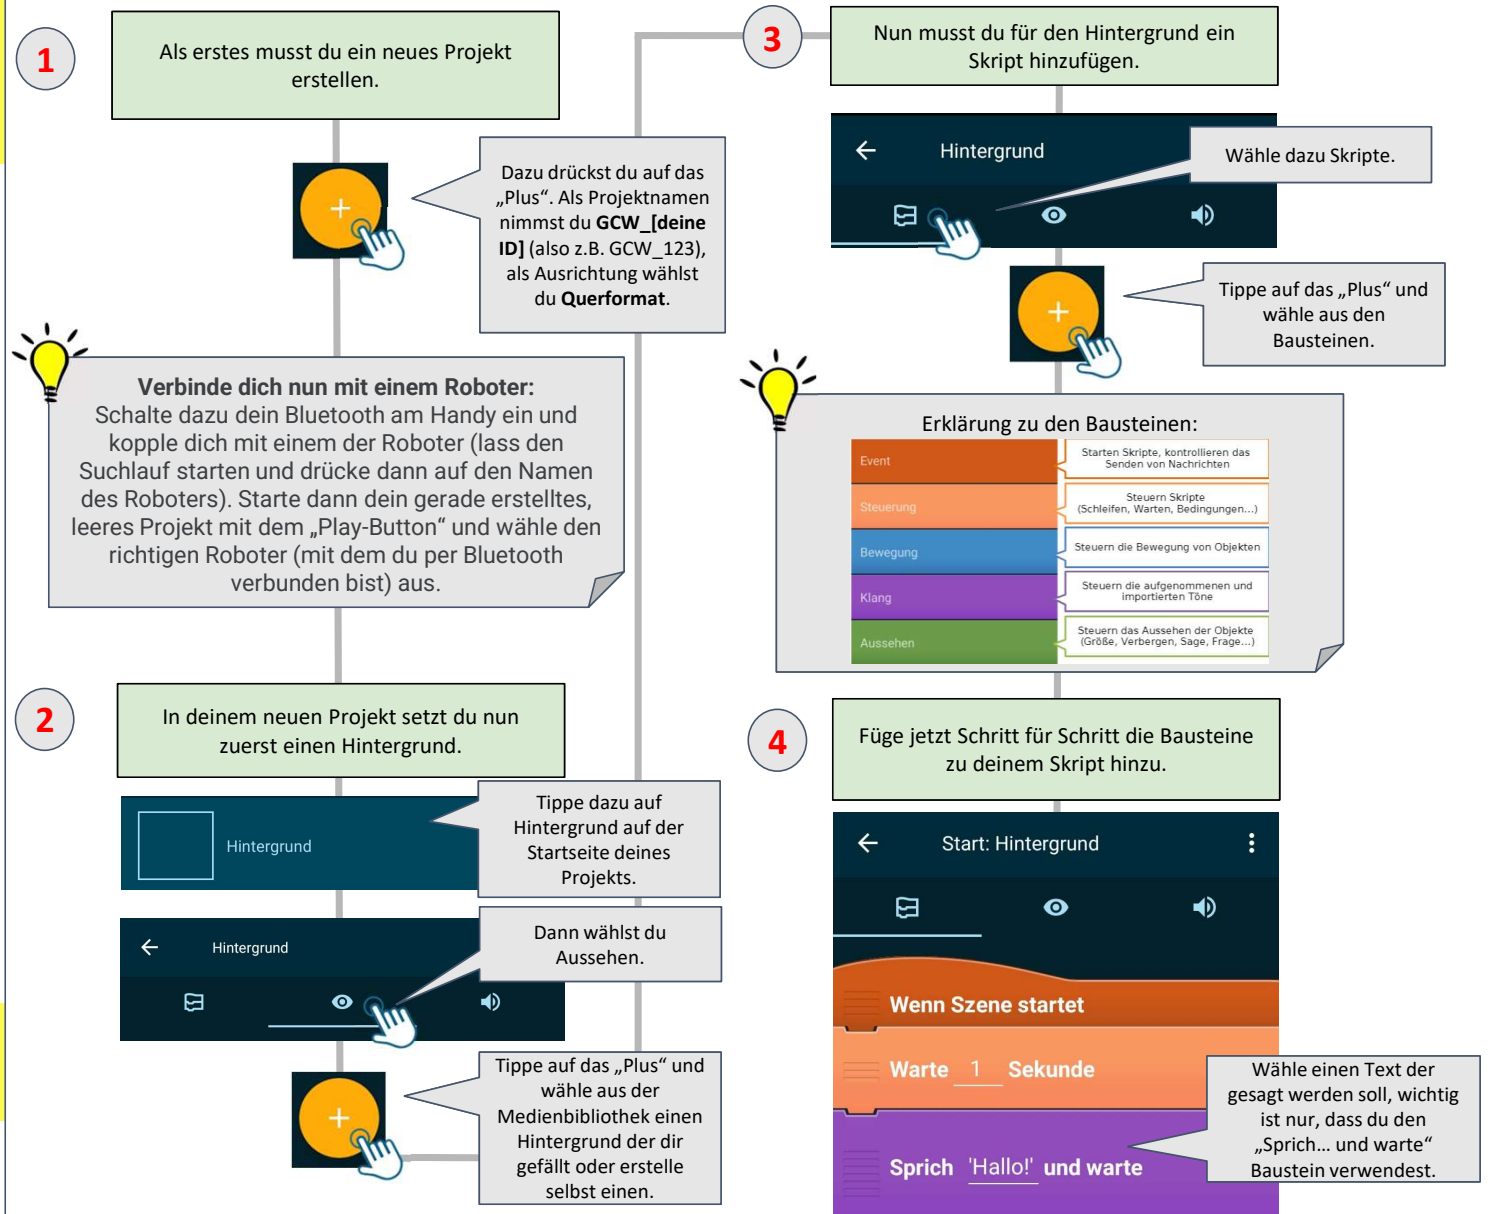 1
Als erstes musst du ein neues Projekt
erstellen.
Dazu drückst du auf das
„Plus“. Als Projektnamen
nimmst du GCW_[deine
ID] (also z.B. GCW_123),
als Ausrichtung wählst
du Querformat.
Verbinde dich nun mit einem Roboter:
Schalte dazu dein Bluetooth am Handy ein und
kopple dich mit einem der Roboter (lass den
Suchlauf starten und drücke dann auf den Namen
des Roboters). Starte dann dein gerade erstelltes,
leeres Projekt mit dem „Play-Button“ und wähle den
richtigen Roboter (mit dem du per Bluetooth
verbunden bist) aus.
2
In deinem neuen Projekt setzt du nun
zuerst einen Hintergrund.
Hintergrund
Tippe dazu auf
Hintergrund auf der
Startseite deines
Projekts.
Hintergrund
Dann wählst du
Aussehen.
Tippe auf das „Plus“ und
wähle aus der
Medienbibliothek einen
Hintergrund der dir
gefällt oder erstelle
selbst einen.
3
Nun musst du für den Hintergrund ein
Skript hinzufügen.
Hintergrund
Wähle dazu Skripte.
Tippe auf das „Plus“ und
wähle aus den
Bausteinen.
Erklärung zu den Bausteinen:
Event
Starten Skripte, kontrollieren das
Senden von Nachrichten
Steuerung
Steuern Skripte
(Schleifen, Warten, Bedingungen...)
Bewegung
Steuern die Bewegung von Objekten
Klang
Steuern die aufgenommenen und
importierten Töne
Aussehen
Steuern das Aussehen der Objekte
(Größe, Verbergen, Sage, Frage...)
4
Füge jetzt Schritt für Schritt die Bausteine
zu deinem Skript hinzu.
Start: Hintergrund
Wenn Szene startet
Warte 1 Sekunde
Sprich 'Hallo!' und warte
Wähle einen Text der
gesagt werden soll, wichtig
ist nur, dass du den
„Sprich... und warte“
Baustein verwendest.